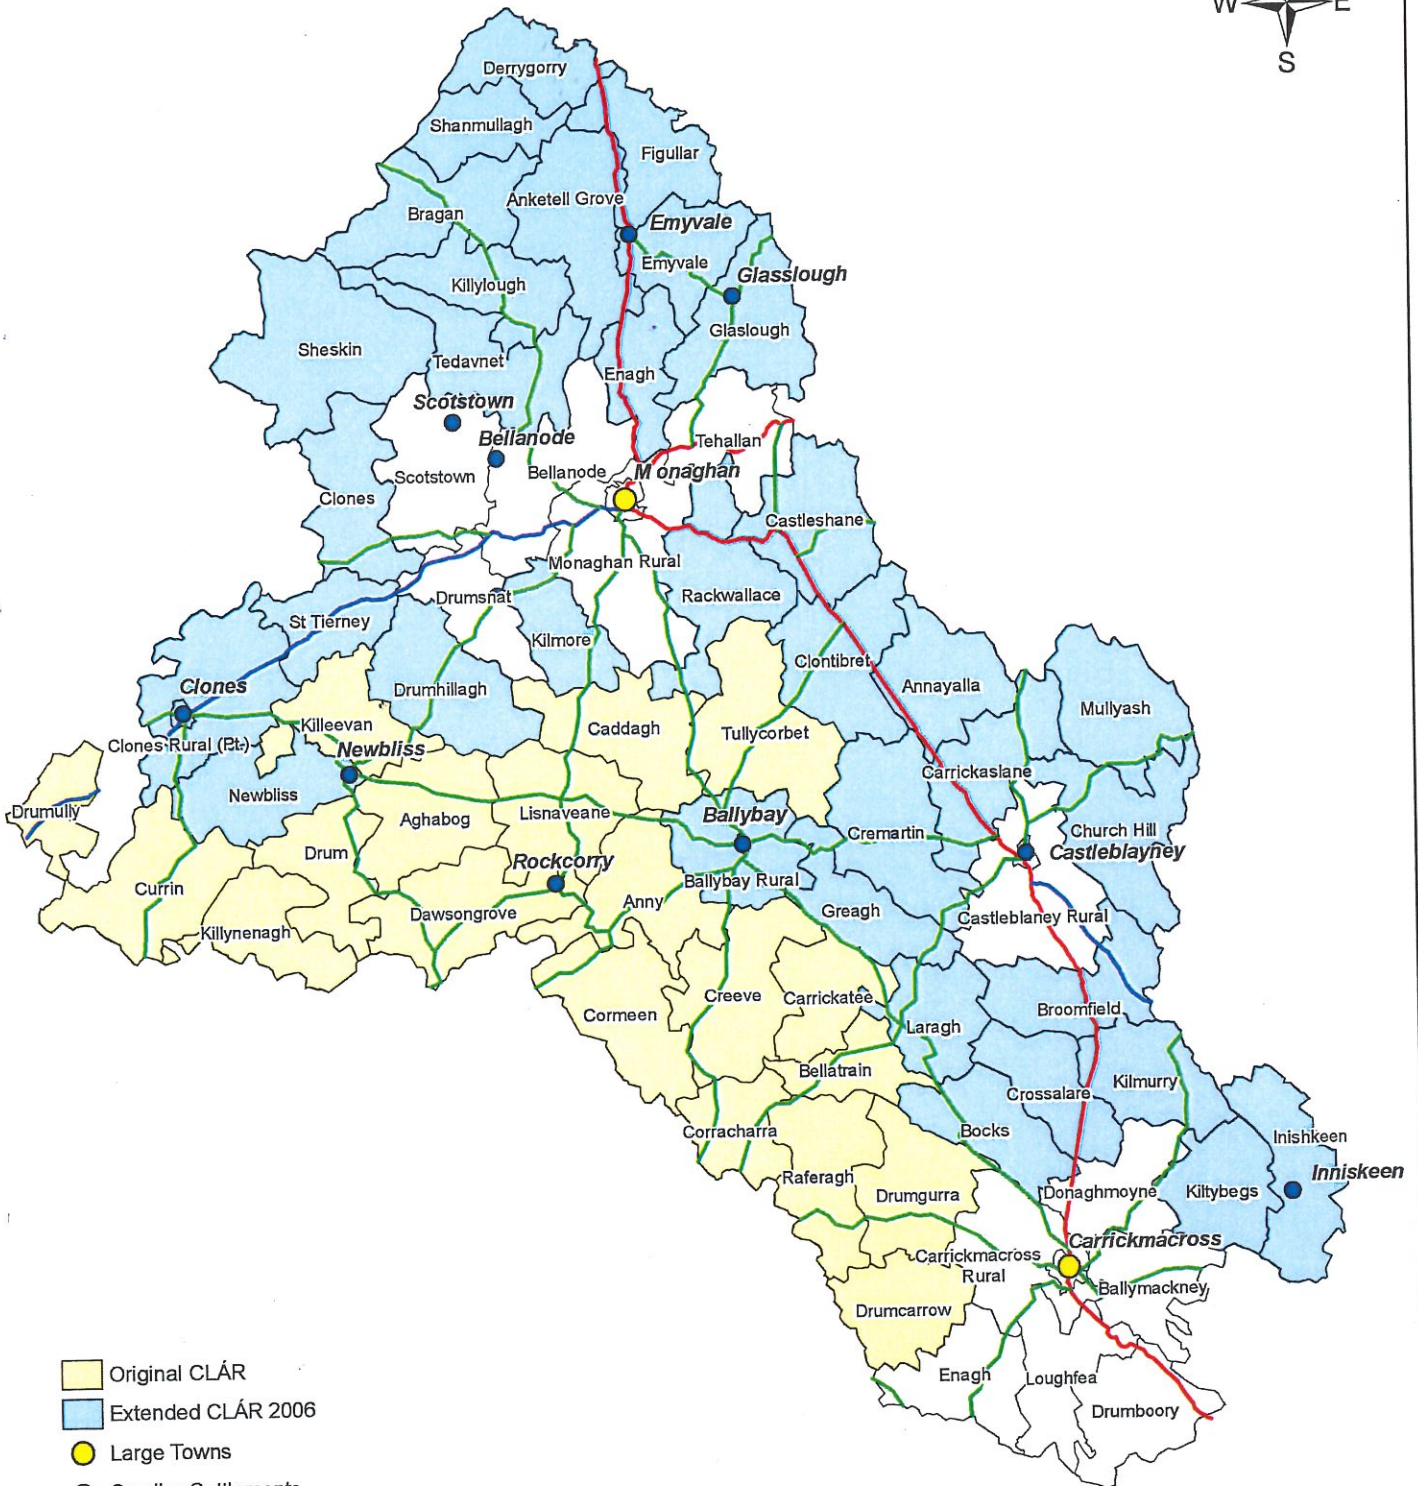 W E
S
Derrygorry
Shanmullagh
Figullar
Anketell Grove
Bragan
Emyvale
Emyvale
Glasslough
Killylough
Glaslough
Sheskin
Tedavnet
Enagh
Scotstown
Bellanode
Tehallan
Monaghan
Bellanode
Scotstown
Clones
Castleshane
Monaghan Rural
Drumsnat
Rackwallace
St Tierney
Kilmore
Clontibret
Clones
Drumhillagh
Annayalla
Mullyash
Killeevan
Caddagh
Tullycorbet
Clones Rural (Pt.)
Newbliss
Carrickaslane
Newbliss
Drumully
Aghabog
Lisnaveane
Ballybay
Cremartin
Church Hill
Castleblayney
Drum
Rockcorry
Ballybay Rural
Currin
Anny
Greagh
Dawsongrove
Castleblaney Rural
Killynenagh
Creeve
Carrickatee
Cormeen
Broomfield
Laragh
Bellatrain
Kilmurry
Crossalare
Corracharra
Bocks
Inishkeen
Raferagh
Inniskeen
Drumgurra
Donaghmoyne
Kiltybegs
Carrickmacross
Carrickmacross
Rural
Ballymackney
Drumcarrow
Enagh
Loughfea
Drumboory
Original CLÁR
Extended CLÁR 2006
Large Towns